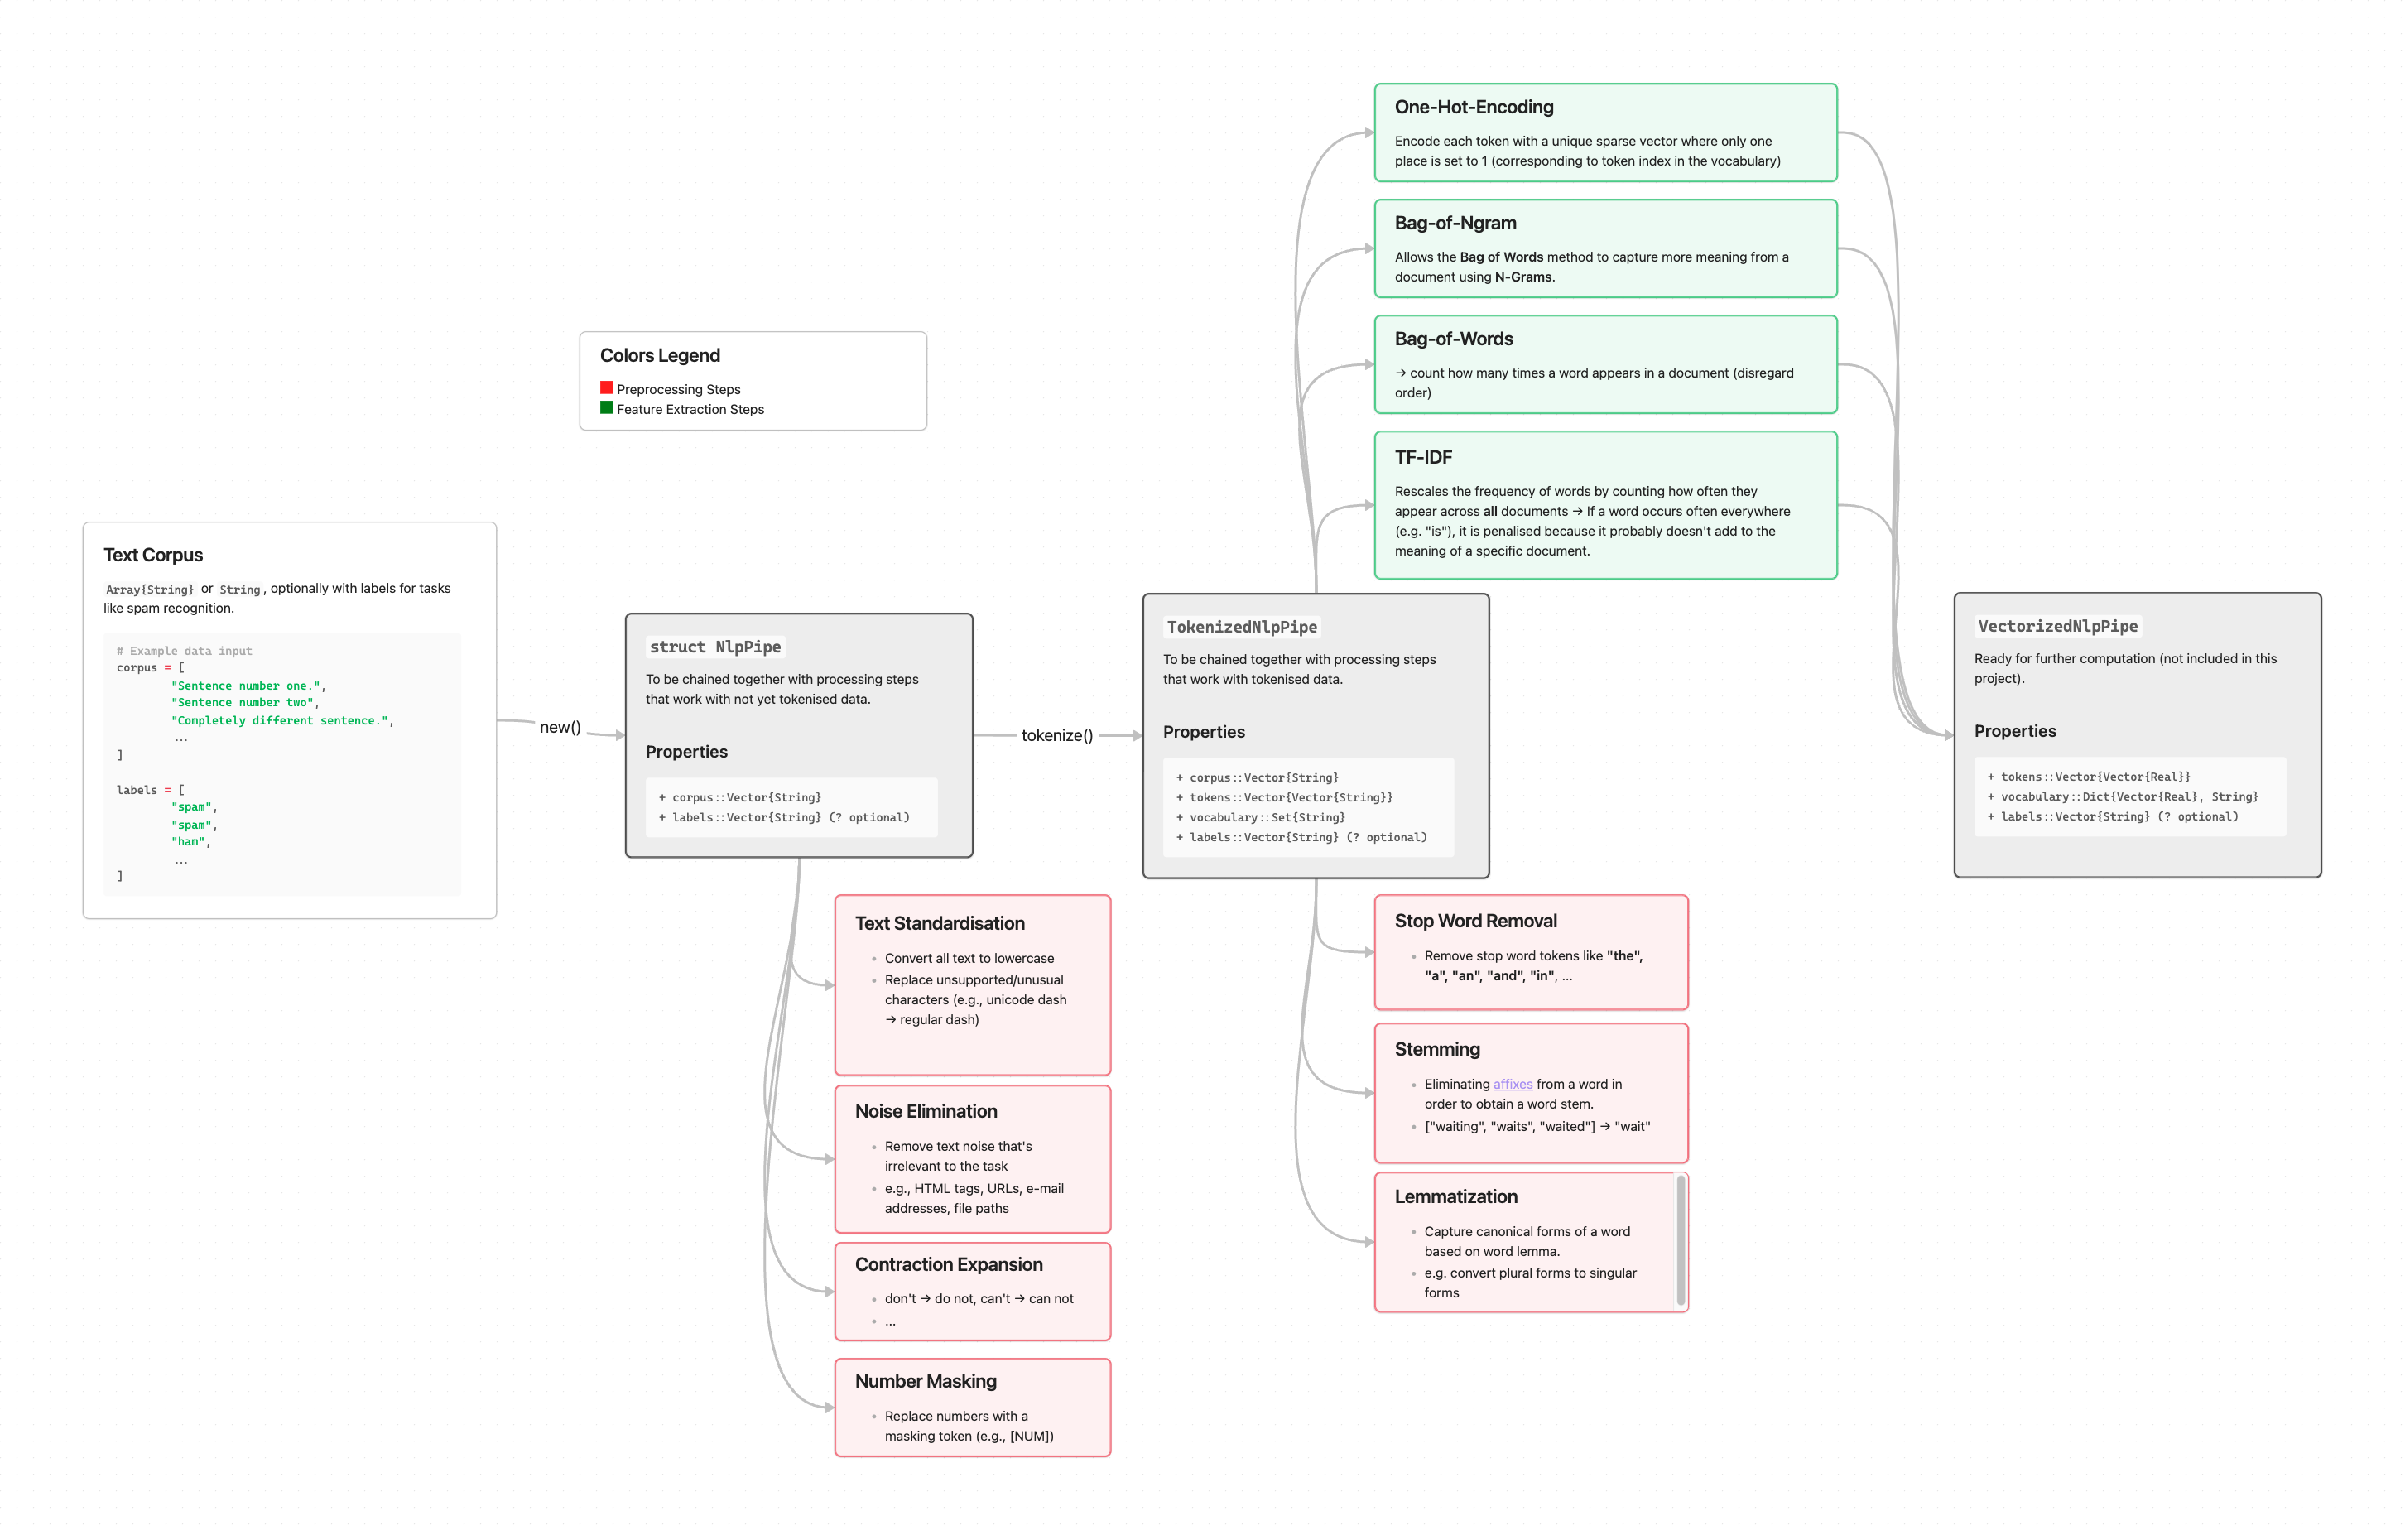 One-Hot-Encoding
Encode each token with a unique sparse vector where only one
place is set to 1 (corresponding to token index in the vocabulary)
Bag-of-Ngram
Allows the Bag of Words method to capture more meaning from a
document using N-Grams.
Bag-of-Words
→ count how many times a word appears in a document (disregard
order)
TF-IDF
Rescales the frequency of words by counting how often they
appear across all documents → If a word occurs often everywhere
(e.g. "is"), it is penalised because it probably doesn't add to the
meaning of a specific document.
Colors Legend
Preprocessing Steps
Feature Extraction Steps
Text Corpus
Array{String} or String, optionally with labels for tasks
like spam recognition.
# Example data input
corpus = [
"Sentence number one.",
"Sentence number two",
"Completely different sentence.",
...
]
labels = [
"spam",
"spam",
"ham",
...
]
new()
struct NlpPipe
To be chained together with processing steps
that work with not yet tokenised data.
Properties
+ corpus::Vector{String}
+ labels::Vector{String} (? optional)
tokenize()
TokenizedNlpPipe
To be chained together with processing steps
that work with tokenised data.
Properties
+ corpus::Vector{String}
+ tokens::Vector{Vector{String}}
+ vocabulary::Set{String}
+ labels::Vector{String} (? optional)
VectorizedNlpPipe
Ready for further computation (not included in this
project).
Properties
+ tokens::Vector{Vector{Real}}
+ vocabulary::Dict{Vector{Real}, String}
+ labels::Vector{String} (? optional)
Text Standardisation
• Convert all text to lowercase
• Replace unsupported/unusual
characters (e.g., unicode dash
→ regular dash)
Noise Elimination
• Remove text noise that's
irrelevant to the task
• e.g., HTML tags, URLs, e-mail
addresses, file paths
Contraction Expansion
• don't → do not, can't → can not
• ...
Number Masking
• Replace numbers with a
masking token (e.g., [NUM])
Stop Word Removal
• Remove stop word tokens like "the",
"a", "an", "and", "in", ...
Stemming
• Eliminating affixes from a word in
order to obtain a word stem.
• ["waiting", "waits", "waited"] → "wait"
Lemmatization
• Capture canonical forms of a word
based on word lemma.
• e.g. convert plural forms to singular
forms